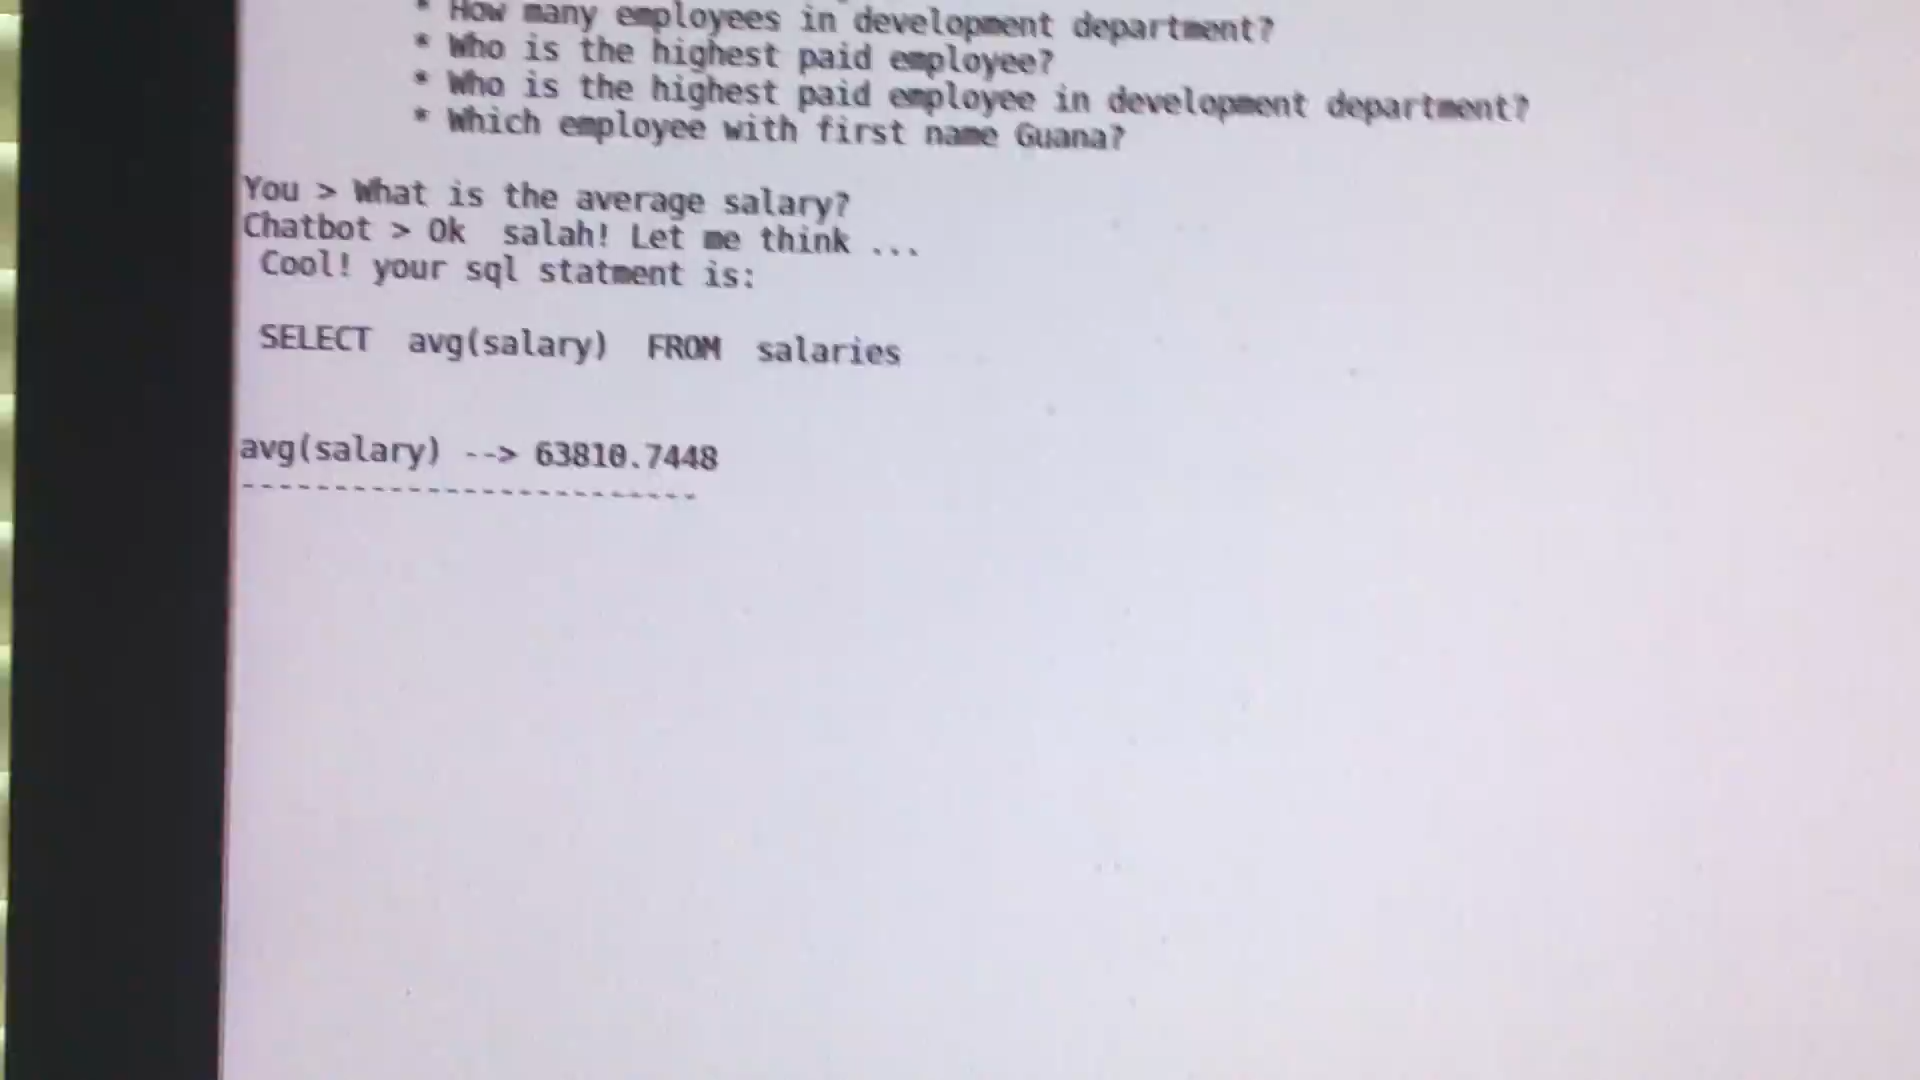 * How many employees in development department?
* Who is the highest paid employee?
* Who is the highest paid employee in development department?
* Which employee with first name Guana?
You > What is the average salary?
Chatbot > Ok  salah! Let me think ...
Cool! your sql statment is:
SELECT  avg(salary)  FROM  salaries
avg(salary) --> 63810.7448
-------------------------